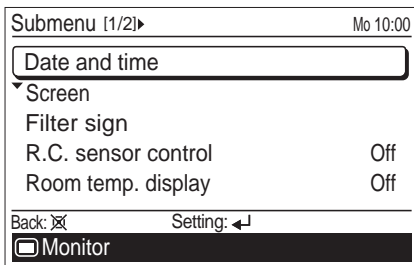 Submenu [1/2]▶ Mo 10:00
Date and time
Screen
Filter sign
R.C. sensor control Off
Room temp. display Off
Back: Setting:
Monitor